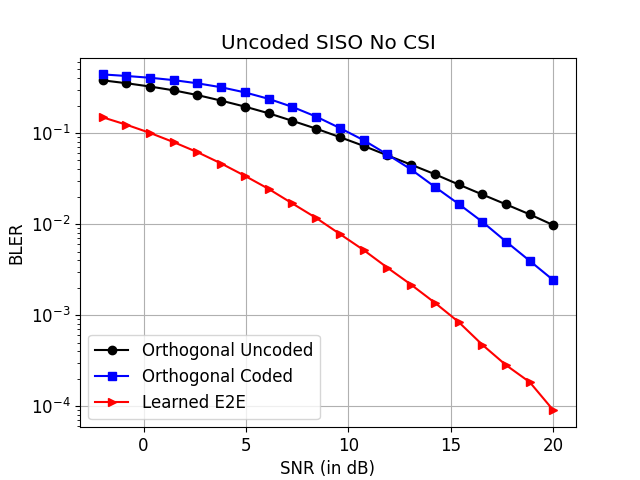 Uncoded SISO No CSI
BLER
10⁻¹
10⁻²
10⁻³
10⁻⁴
Orthogonal Uncoded
Orthogonal Coded
Learned E2E
0 5 10 15 20
SNR (in dB)